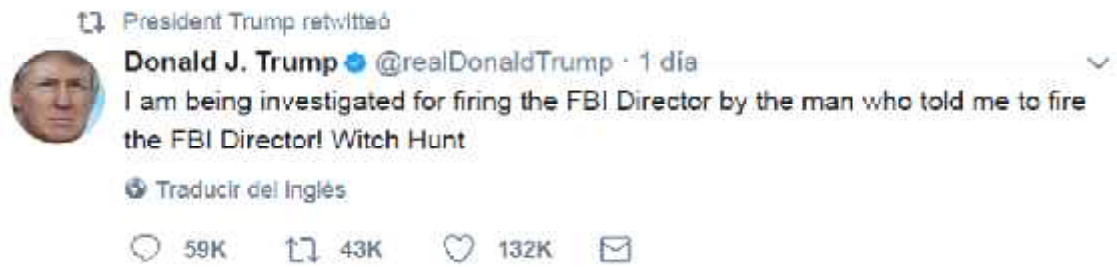 President Trump retwitteó
Donald J. Trump @realDonaldTrump · 1 día
I am being investigated for firing the FBI Director by the man who told me to fire
the FBI Director! Witch Hunt
Traducir del inglés
59K 43K 132K